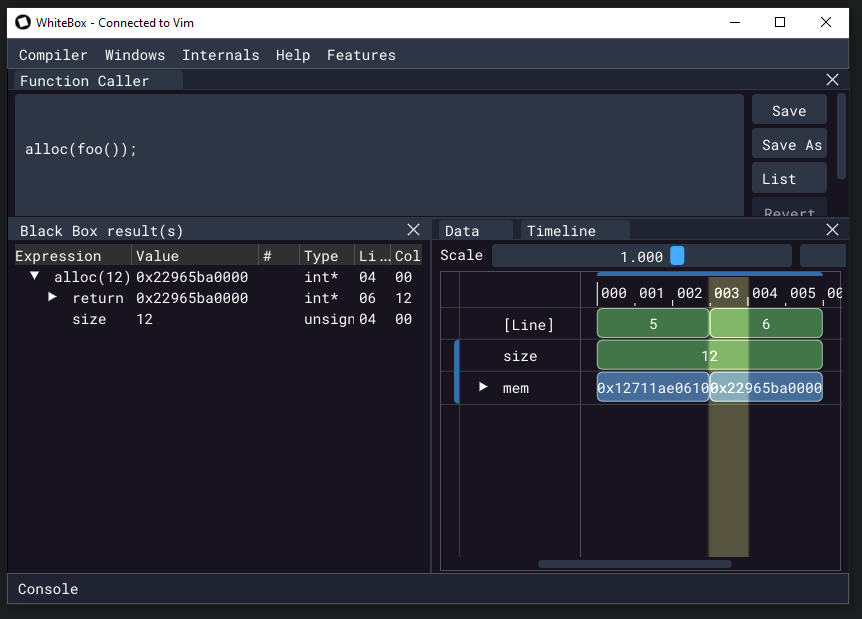 WhiteBox - Connected to Vim
Compiler Windows Internals Help Features
Function Caller
alloc(foo());
Save
Save As
List
Revert
Black Box result(s)
Expression Value # Type Li... Col
alloc(12) 0x22965ba0000 int* 04 00
return 0x22965ba0000 int* 06 12
size 12 unsign 04 00
Data Timeline
Scale 1.000
000 001 002 003 004 005 00
[Line] 5 6
size 12
mem 0x12711ae0610 0x22965ba0000
Console